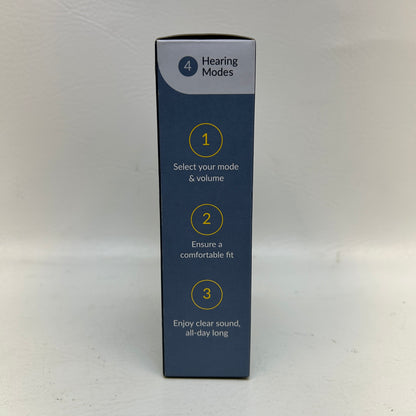 4 Hearing
Modes
1
Select your mode
& volume
2
Ensure a
comfortable fit
3
Enjoy clear sound,
all-day long